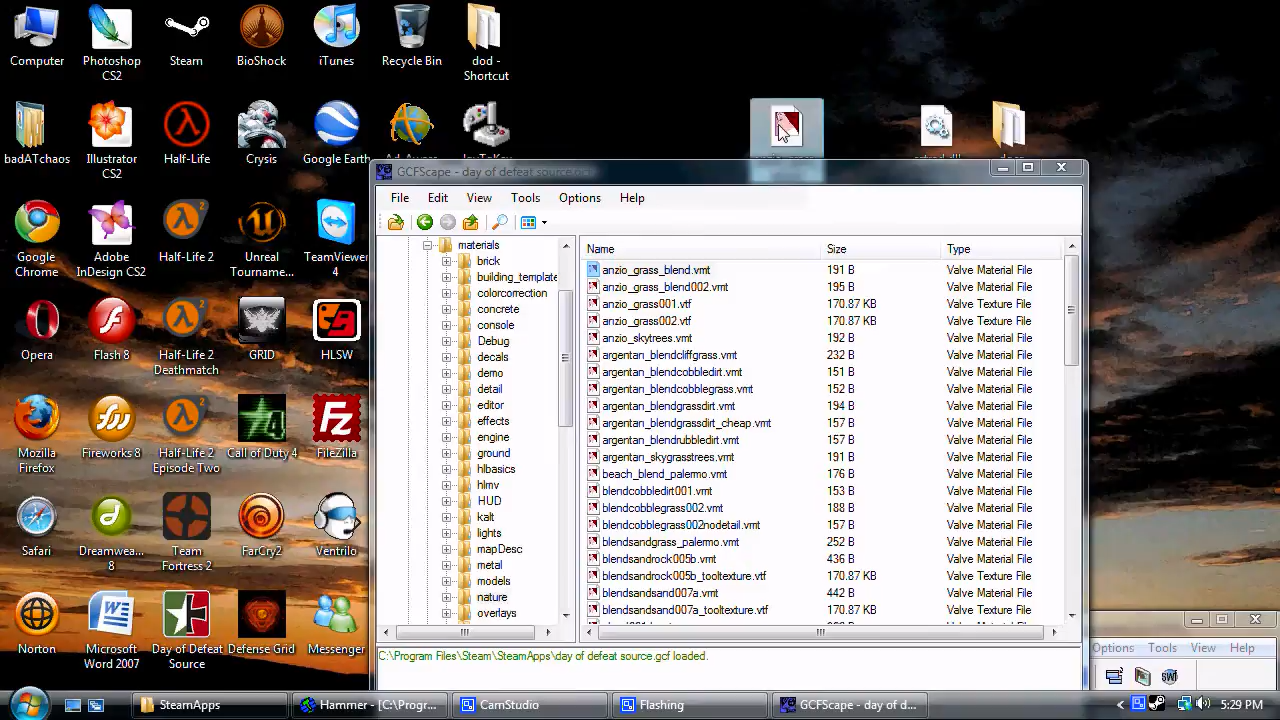 Computer
Photoshop CS2
Steam
BioShock
iTunes
Recycle Bin
dod - Shortcut
badATchaos
Illustrator CS2
Half-Life
Crysis
Google Earth
Google Chrome
Adobe InDesign CS2
Half-Life 2
Unreal Tourname...
TeamViewer 4
Opera
Flash 8
Half-Life 2 Deathmatch
GRID
HLSW
Mozilla Firefox
Fireworks 8
Half-Life 2 Episode Two
Call of Duty 4
FileZilla
Safari
Dreamwea... 8
Team Fortress 2
FarCry2
Ventrilo
Norton
Microsoft Word 2007
Day of Defeat Source
Defense Grid
Messenger
GCFScape - day of defeat source.gcf
File Edit View Tools Options Help
materials
brick
building_template
colorcorrection
concrete
console
Debug
decals
demo
detail
editor
effects
engine
ground
hlbasics
hlmv
HUD
kalt
lights
mapDesc
metal
models
nature
overlays
Name Size Type
anzio_grass_blend.vmt 191 B Valve Material File
anzio_grass_blend002.vmt 195 B Valve Material File
anzio_grass001.vtf 170.87 KB Valve Texture File
anzio_grass002.vtf 170.87 KB Valve Texture File
anzio_skytrees.vmt 192 B Valve Material File
argentan_blendcliffgrass.vmt 232 B Valve Material File
argentan_blendcobbledirt.vmt 151 B Valve Material File
argentan_blendcobblegrass.vmt 152 B Valve Material File
argentan_blendgrassdirt.vmt 194 B Valve Material File
argentan_blendgrassdirt_cheap.vmt 157 B Valve Material File
argentan_blendrubbledirt.vmt 157 B Valve Material File
argentan_skygrasstrees.vmt 191 B Valve Material File
beach_blend_palermo.vmt 176 B Valve Material File
blendcobbledirt001.vmt 153 B Valve Material File
blendcobblegrass002.vmt 188 B Valve Material File
blendcobblegrass002nodetail.vmt 157 B Valve Material File
blendsandgrass_palermo.vmt 252 B Valve Material File
blendsandrock005b.vmt 436 B Valve Material File
blendsandrock005b_tooltexture.vtf 170.87 KB Valve Texture File
blendsandsand007a.vmt 442 B Valve Material File
blendsandsand007a_tooltexture.vtf 170.87 KB Valve Texture File
C:\Program Files\Steam\SteamApps\day of defeat source.gcf loaded.
Options Tools View Help
SteamApps
Hammer - [C:\Progra...
CamStudio
Flashing
GCFScape - day of d...
5:29 PM